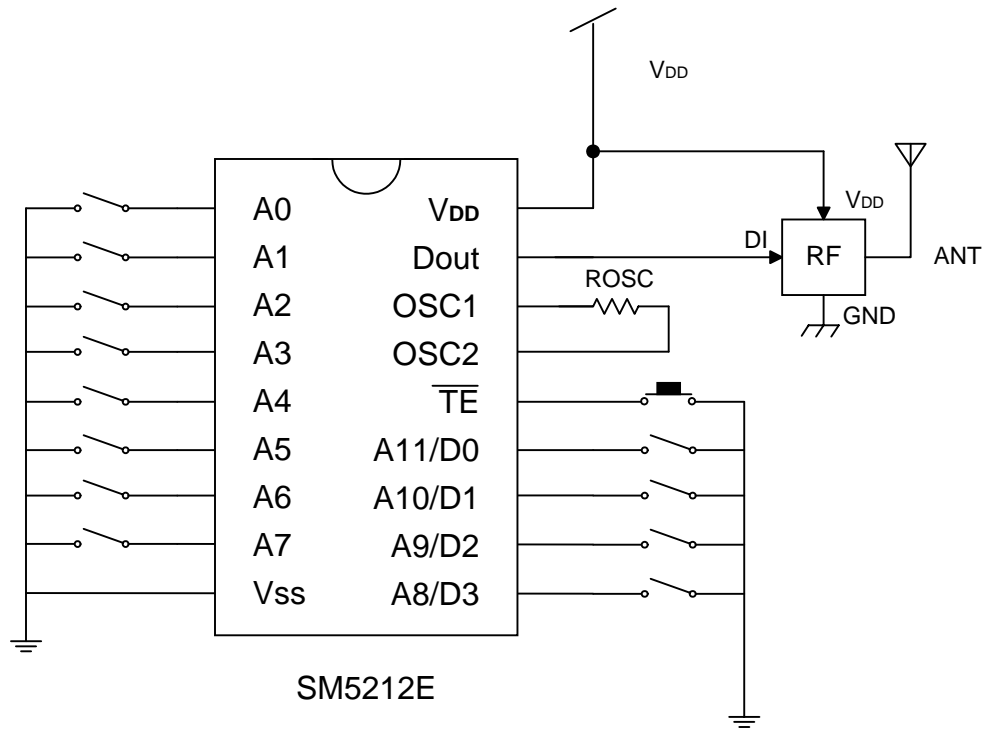 VDD
A0
VDD
VDD
A1
Dout
DI
RF
ANT
ROSC
A2
OSC1
GND
A3
OSC2
A4
TE
A5
A11/D0
A6
A10/D1
A7
A9/D2
Vss
A8/D3
SM5212E